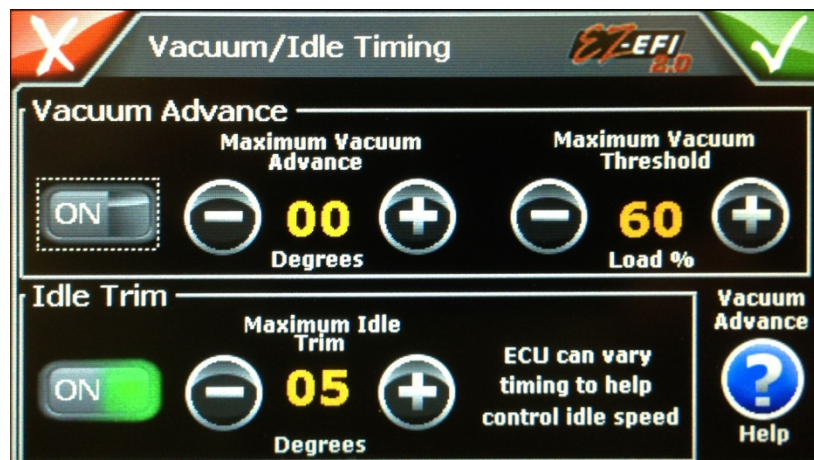 Vacuum/Idle Timing
EZ-EFI
2.0
Vacuum Advance
Maximum Vacuum
Advance
Maximum Vacuum
Threshold
ON
00
60
Degrees
Load %
Idle Trim
Maximum Idle
Trim
ON
05
Degrees
ECU can vary
timing to help
control idle speed
Vacuum
Advance
?
Help